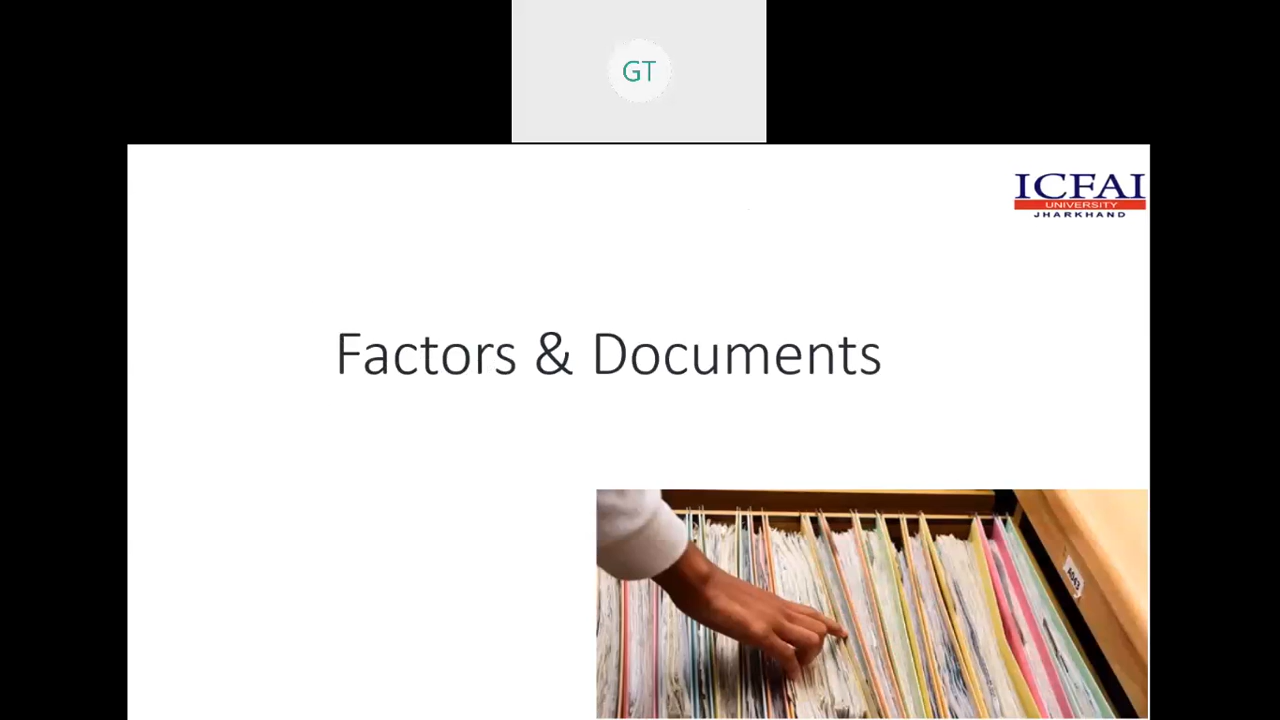 GT
ICFAI
UNIVERSITY
JHARKHAND
Factors & Documents